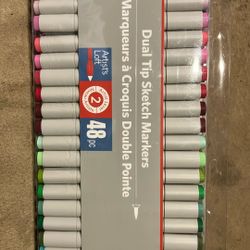 Dual Tip Sketch Markers
Marqueurs à Croquis Double Pointe
Artist's
Loft
2
48 pc